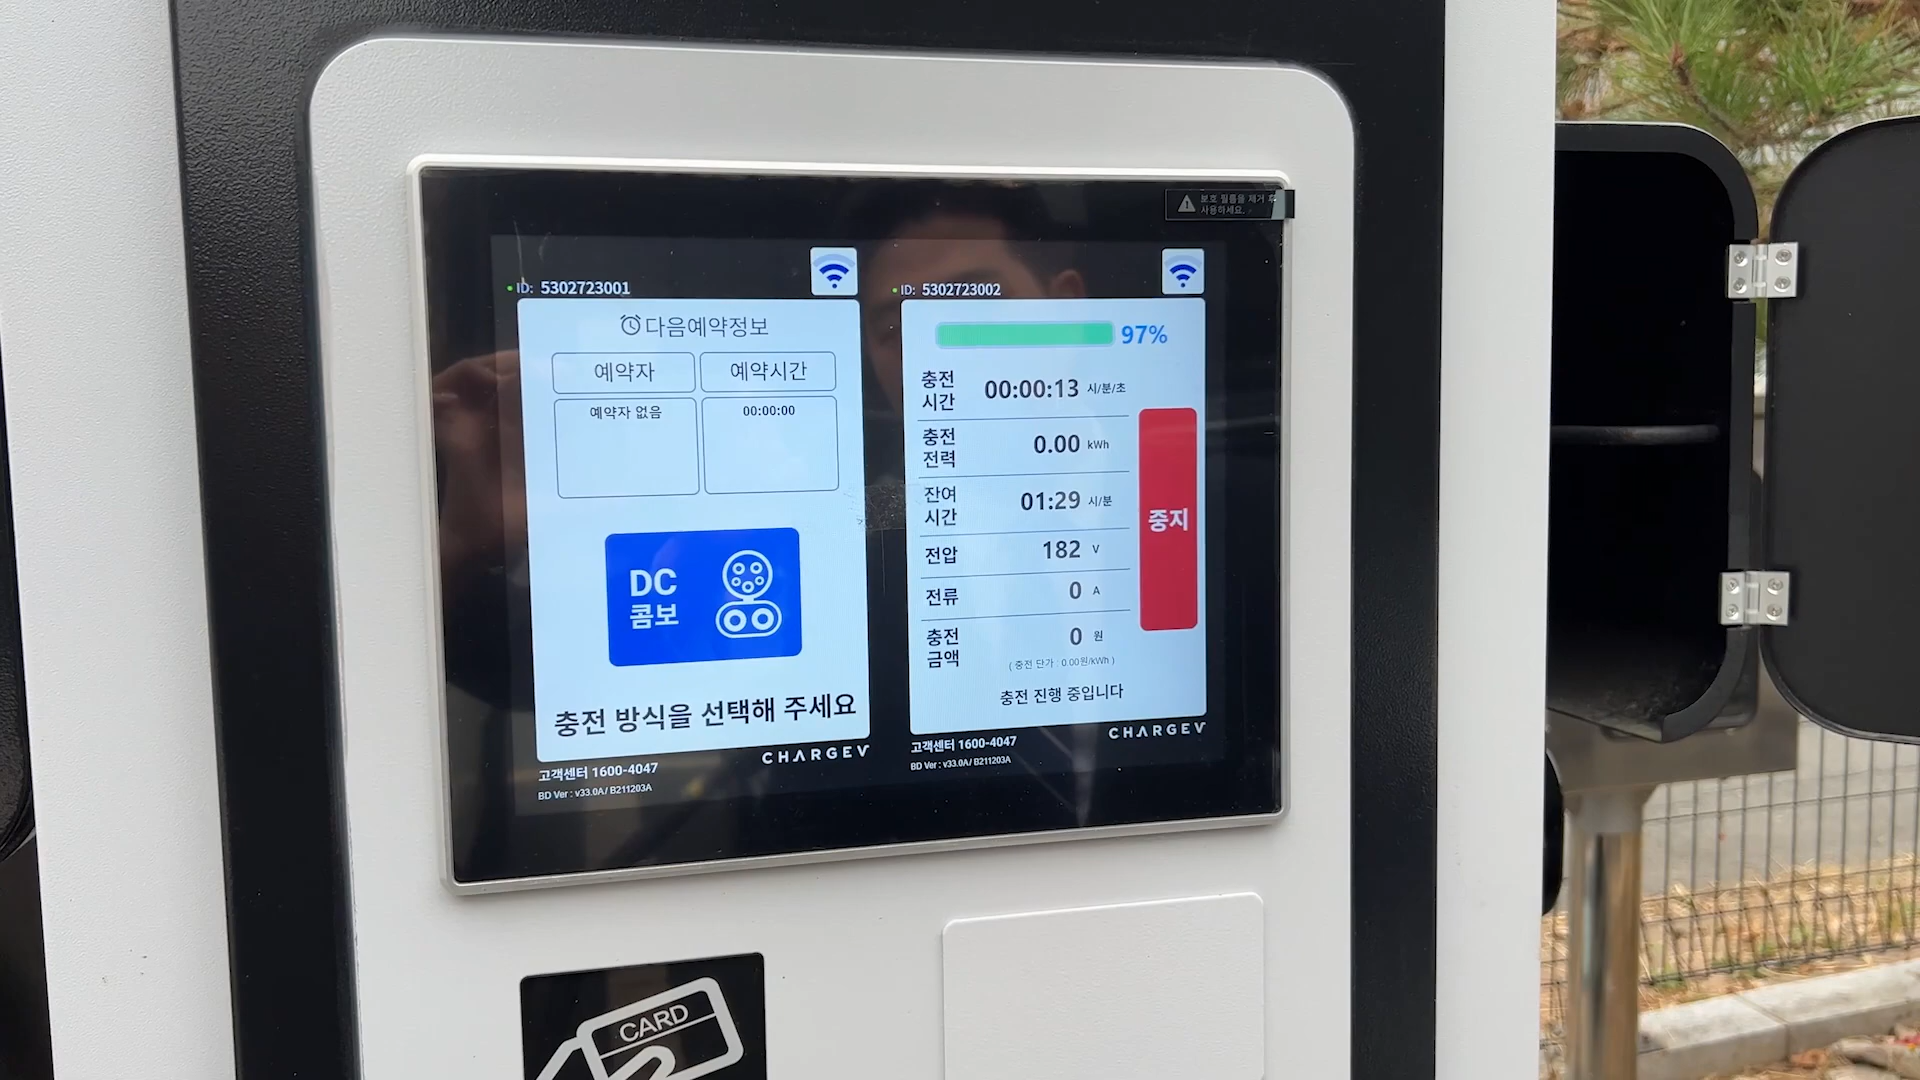 보호 필름을 제거 후
사용하세요.
ID: 5302723001
다음예약정보
예약자 예약시간
예약자 없음 00:00:00
DC
콤보
충전 방식을 선택해 주세요
CHARGEV
고객센터 1600-4047
BD Ver : v33.0A/ B211203A
ID: 5302723002
97%
충전
시간 00:00:13 시/분/초
충전
전력 0.00 kWh
잔여
시간 01:29 시/분
전압 182 V
전류 0 A
충전
금액 0 원
( 충전 단가 : 0.00원/kWh )
중지
충전 진행 중입니다
CHARGEV
고객센터 1600-4047
BD Ver : v33.0A/ B211203A
CARD